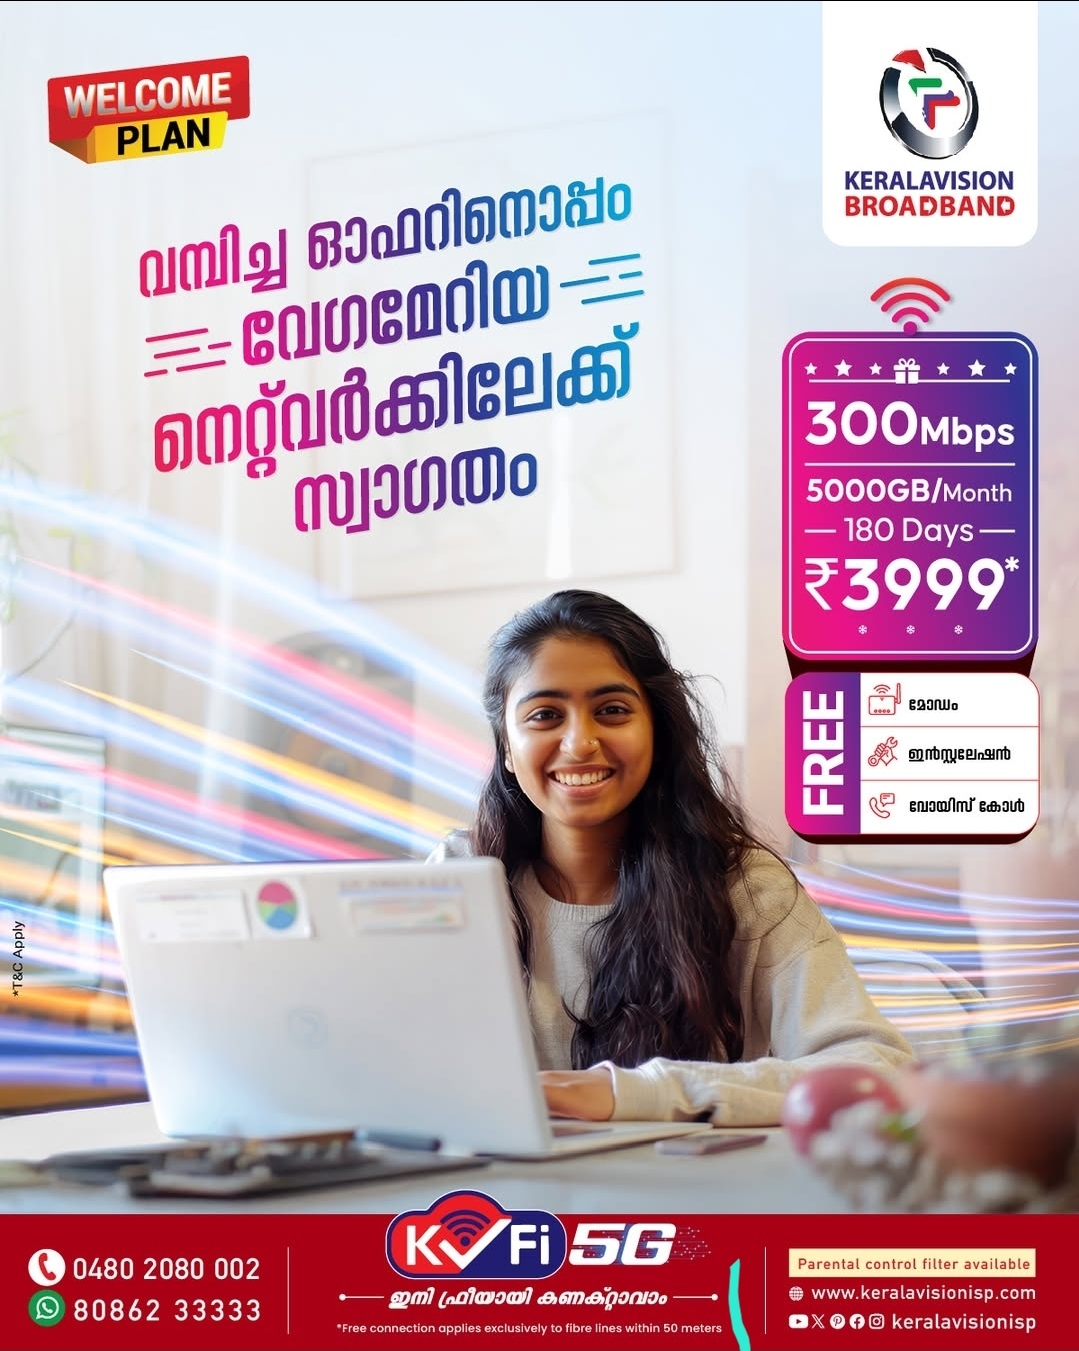 WELCOME
PLAN
KERALAVISION
BROADBAND
വമ്പിച്ച ഓഫറിനൊപ്പം
വേഗമേറിയ
നെറ്റ്‌വർക്കിലേക്ക്
സ്വാഗതം
300Mbps
5000GB/Month
180 Days
₹3999*
FREE
മോഡം
ഇൻസ്റ്റലേഷൻ
വോയിസ് കോൾ
*T&C Apply
0480 2080 002
80862 33333
KV Fi 5G
ഇനി ഫ്രീയായി കണക്റ്റാവാം
*Free connection applies exclusively to fibre lines within 50 meters
Parental control filter available
www.keralavisionisp.com
keralavisionisp